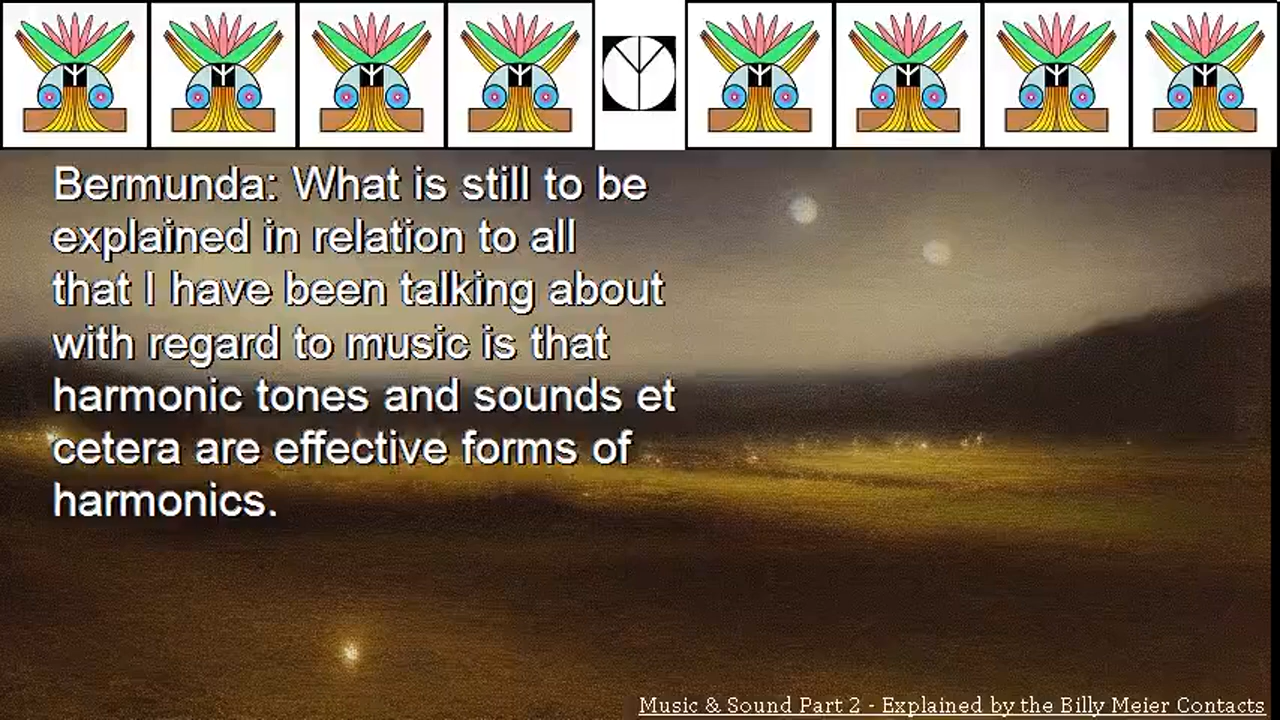 Bermunda: What is still to be
explained in relation to all
that I have been talking about
with regard to music is that
harmonic tones and sounds et
cetera are effective forms of
harmonics.
Music & Sound Part 2 - Explained by the Billy Meier Contacts